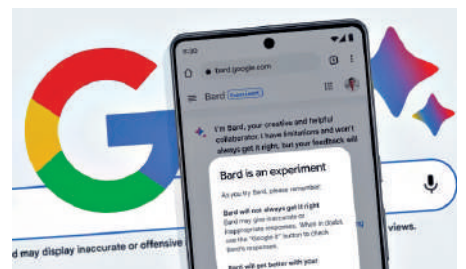 11:30
bard.google.com
Bard Experiment
I'm Bard, your creative and helpful
collaborator. I have limitations and won't
always get it right, but your feedback will
Bard is an experiment
As you try Bard, please remember:
Bard will not always get it right
Bard may give inaccurate or
inappropriate responses. When in doubt,
use the "Google it" button to check
Bard's responses.
d may display inaccurate or offensive
views.
Bard will get better with your